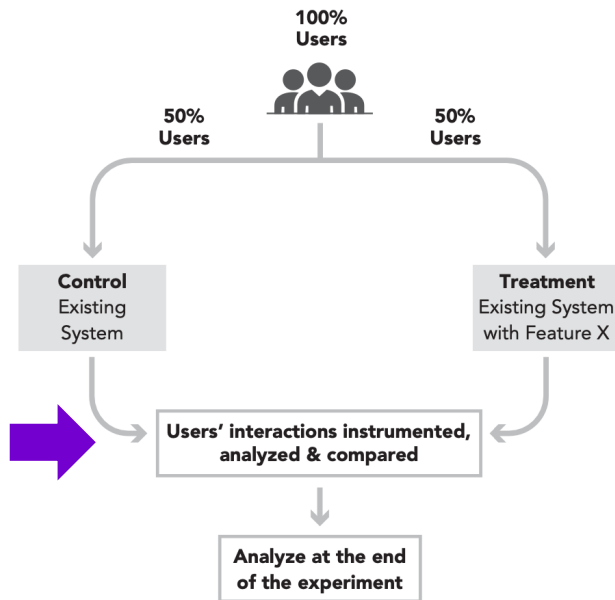 100%
Users
50%
Users
50%
Users
Control
Existing
System
Treatment
Existing System
with Feature X
Users’ interactions instrumented,
analyzed & compared
Analyze at the end
of the experiment